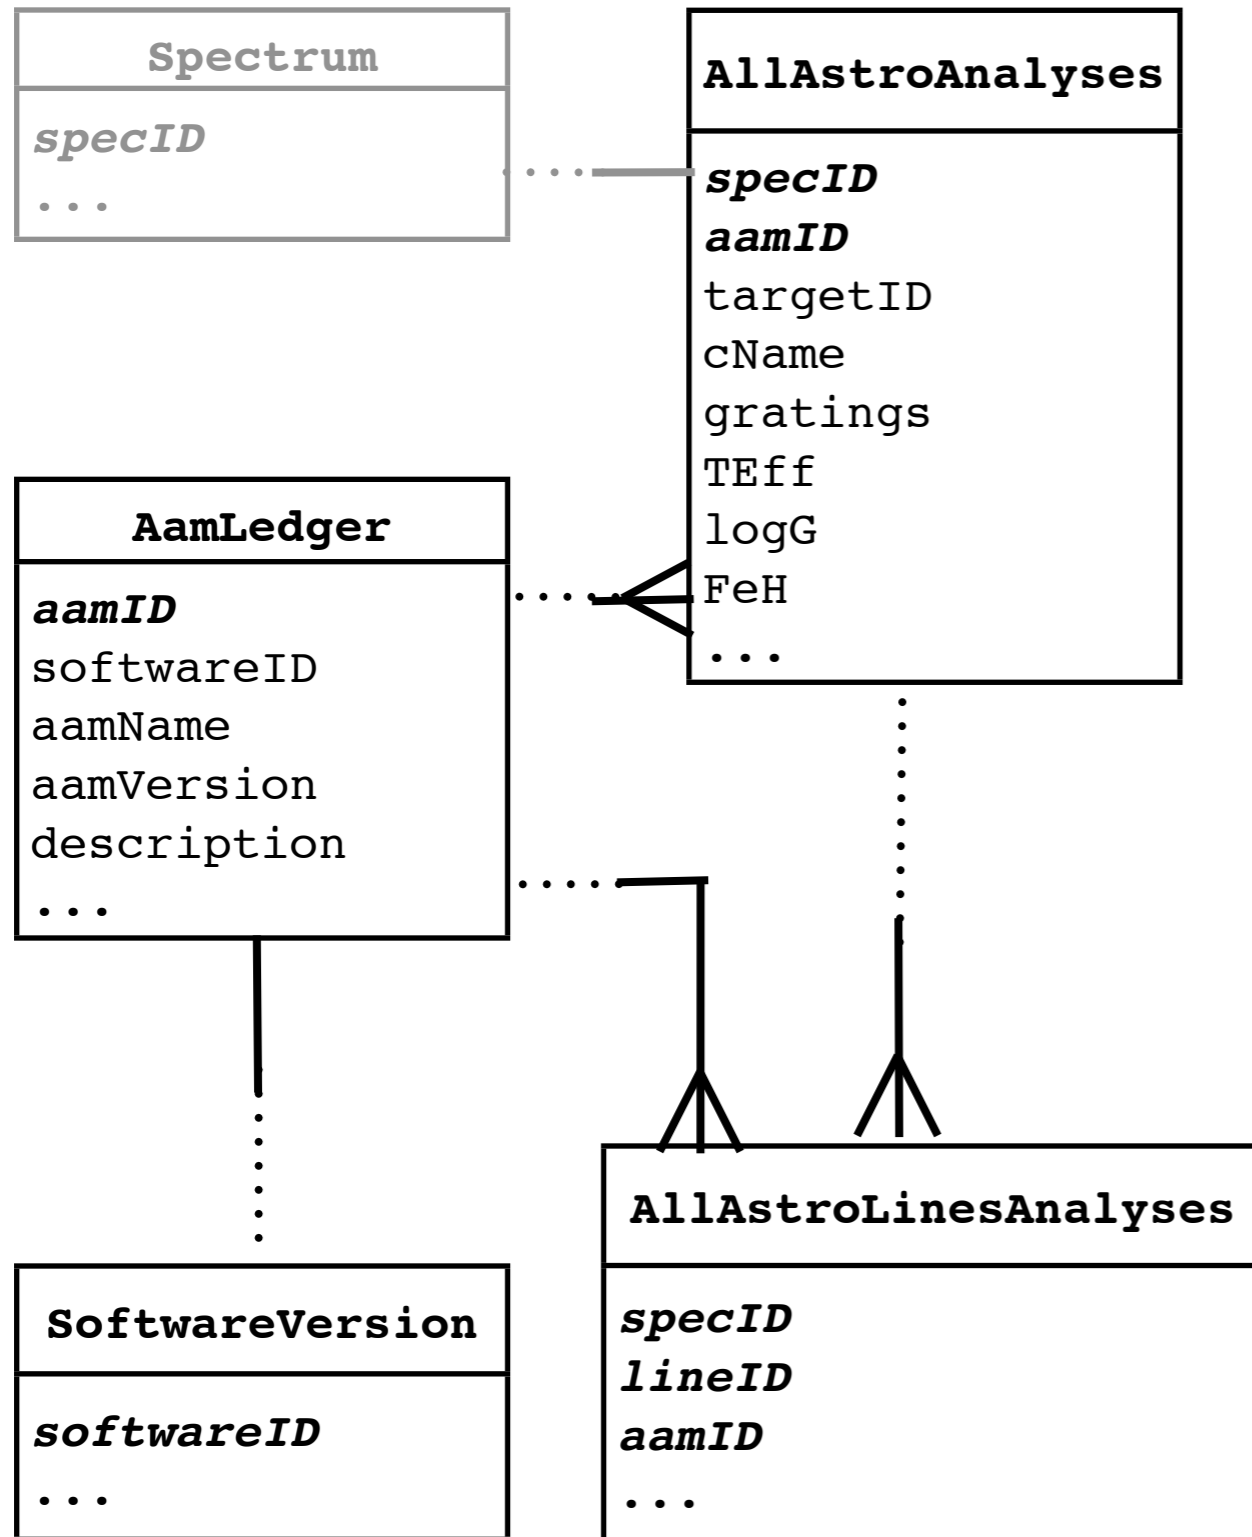 Spectrum
specID
...
AllAstroAnalyses
specID
aamID
targetID
cName
gratings
TEff
logG
FeH
...
AamLedger
aamID
softwareID
aamName
aamVersion
description
...
SoftwareVersion
softwareID
...
AllAstroLinesAnalyses
specID
lineID
aamID
...